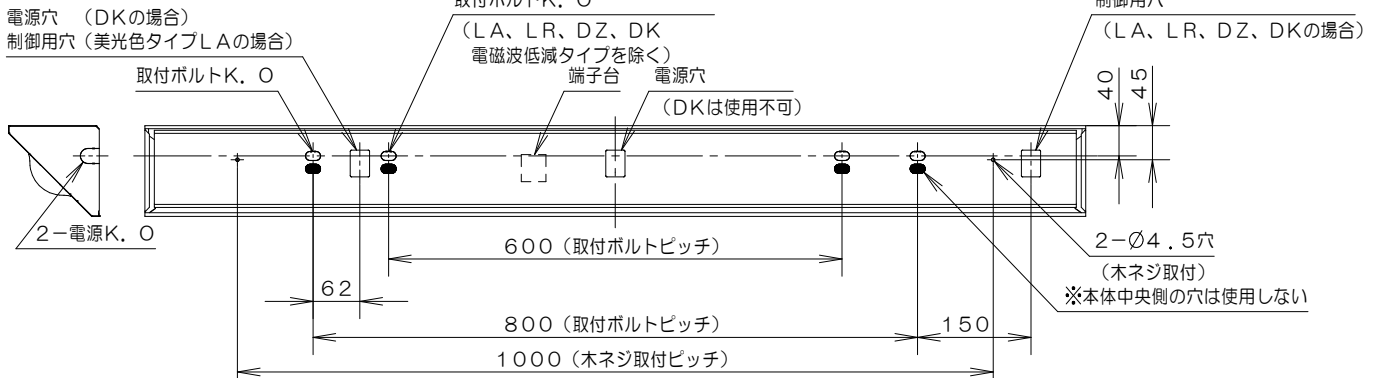 電源穴 （DKの場合）
制御用穴（美光色タイプLAの場合）
取付ボルトK．O
取付ボルトK．O
（LA、LR、DZ、DK
電磁波低減タイプを除く）
端子台
電源穴
（DKは使用不可）
制御用穴
（LA、LR、DZ、DKの場合）
40
45
2－電源K．O
600（取付ボルトピッチ）
2－Ø4．5穴
（木ネジ取付）
※本体中央側の穴は使用しない
62
800（取付ボルトピッチ）
150
1000（木ネジ取付ピッチ）